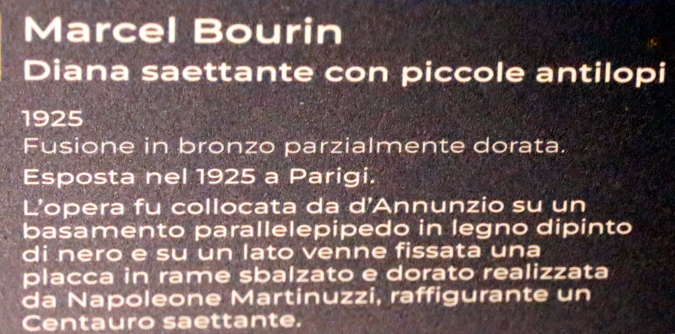 Marcel Bourin
Diana saettante con piccole antilopi
1925
Fusione in bronzo parzialmente dorata.
Esposta nel 1925 a Parigi.
L'opera fu collocata da d'Annunzio su un
basamento parallelepipedo in legno dipinto
di nero e su un lato venne fissata una
placca in rame sbalzato e dorato realizzata
da Napoleone Martinuzzi, raffigurante un
Centauro saettante.